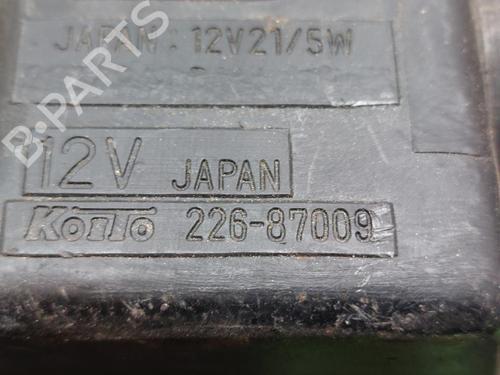 JAPAN: 12V21/5W
12V JAPAN
KOITO 226-87009
B-PARTS